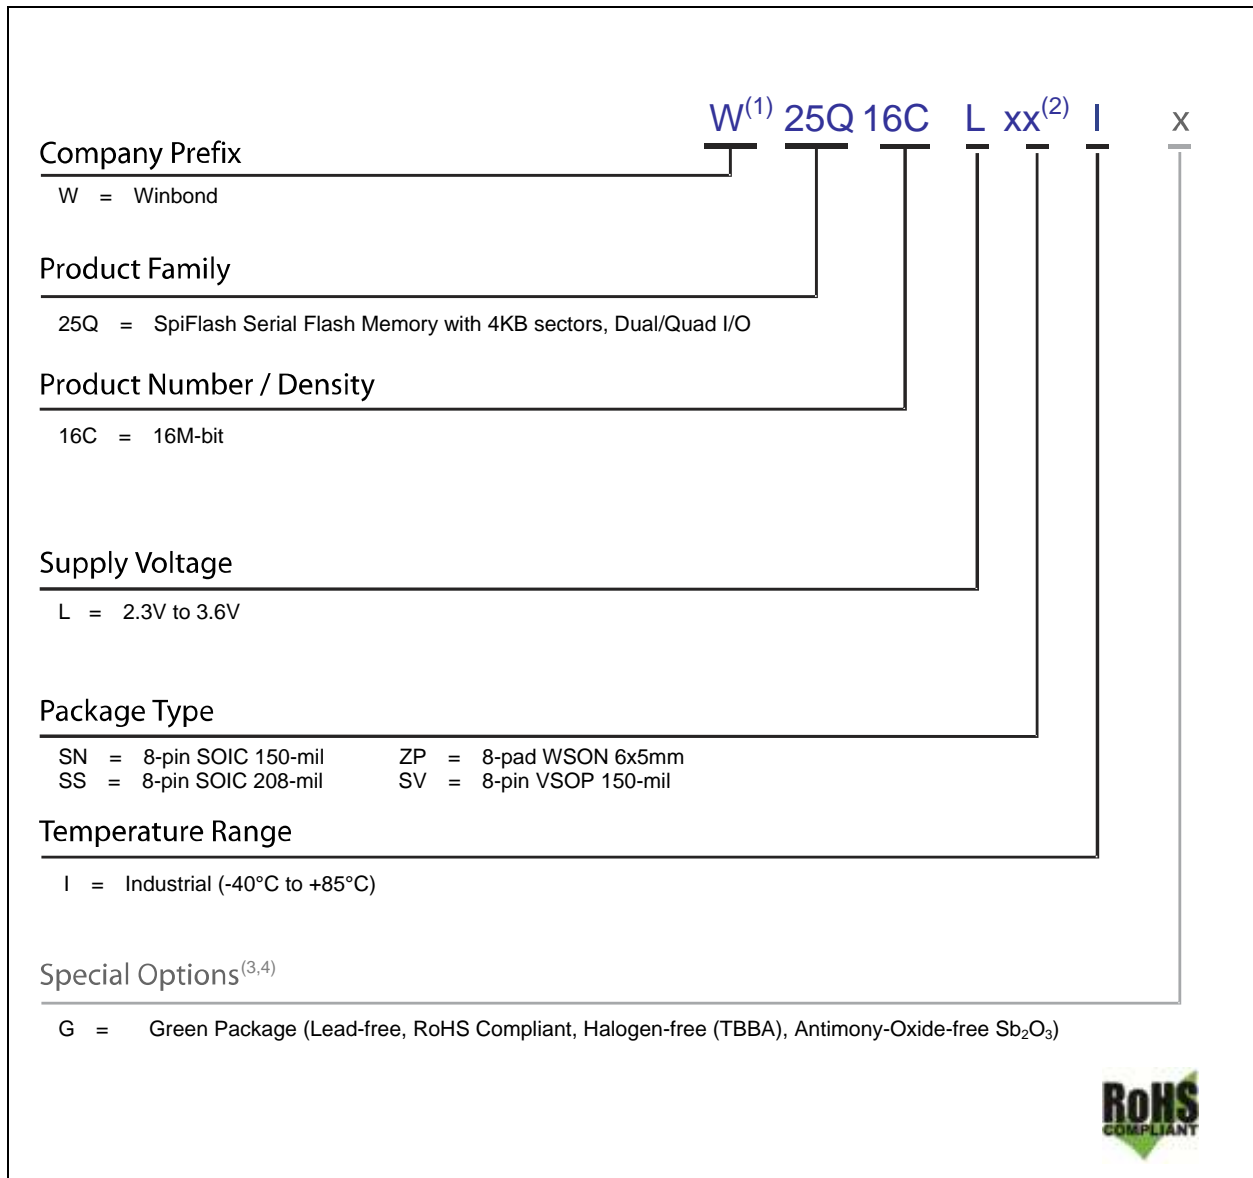 W(1) 25Q 16C L xx(2) I x
Company Prefix
W = Winbond
Product Family
25Q = SpiFlash Serial Flash Memory with 4KB sectors, Dual/Quad I/O
Product Number / Density
16C = 16M-bit
Supply Voltage
L = 2.3V to 3.6V
Package Type
SN = 8-pin SOIC 150-mil ZP = 8-pad WSON 6x5mm
SS = 8-pin SOIC 208-mil SV = 8-pin VSOP 150-mil
Temperature Range
I = Industrial (-40°C to +85°C)
Special Options(3,4)
G = Green Package (Lead-free, RoHS Compliant, Halogen-free (TBBA), Antimony-Oxide-free Sb2O3)
RoHS
COMPLIANT